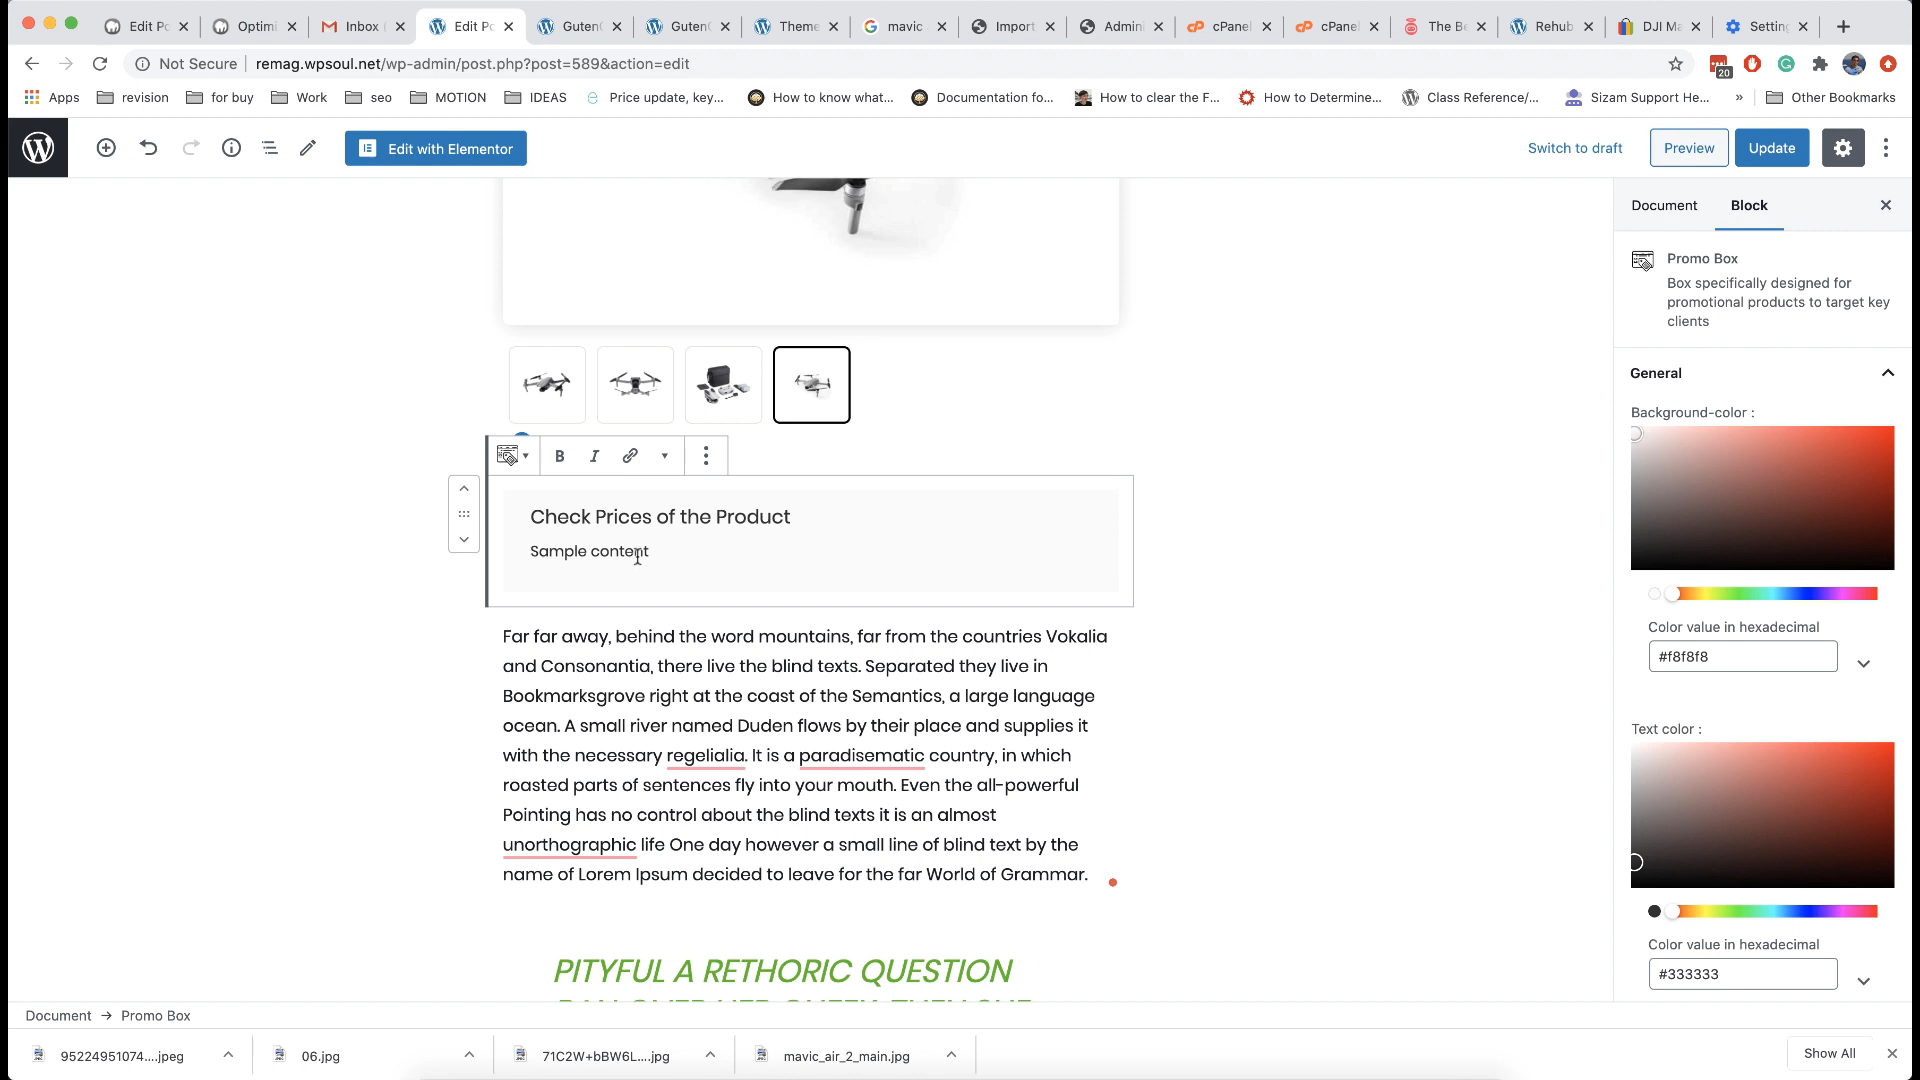 Edit Po
Optimi
Inbox (
Edit Po
Guten
Guten
Theme
mavic
Import
Admin
cPanel
cPanel
The Be
Rehub
DJI Ma
Setting
Not Secure
remag.wpsoul.net/wp-admin/post.php?post=589&action=edit
20
Apps
revision
for buy
Work
seo
MOTION
IDEAS
Price update, key...
How to know what...
Documentation fo...
How to clear the F...
How to Determine...
Class Reference/...
Sizam Support He...
»
Other Bookmarks
Edit with Elementor
Switch to draft
Preview
Update
Document
Block
Promo Box
Box specifically designed for
promotional products to target key
clients
General
Background-color :
Color value in hexadecimal
#f8f8f8
Text color :
Color value in hexadecimal
#333333
B
I
Check Prices of the Product
Sample content
Far far away, behind the word mountains, far from the countries Vokalia
and Consonantia, there live the blind texts. Separated they live in
Bookmarksgrove right at the coast of the Semantics, a large language
ocean. A small river named Duden flows by their place and supplies it
with the necessary regelialia. It is a paradisematic country, in which
roasted parts of sentences fly into your mouth. Even the all-powerful
Pointing has no control about the blind texts it is an almost
unorthographic life One day however a small line of blind text by the
name of Lorem Ipsum decided to leave for the far World of Grammar.
PITYFUL A RETHORIC QUESTION
Document → Promo Box
95224951074....jpeg
06.jpg
71C2W+bBW6L....jpg
mavic_air_2_main.jpg
Show All